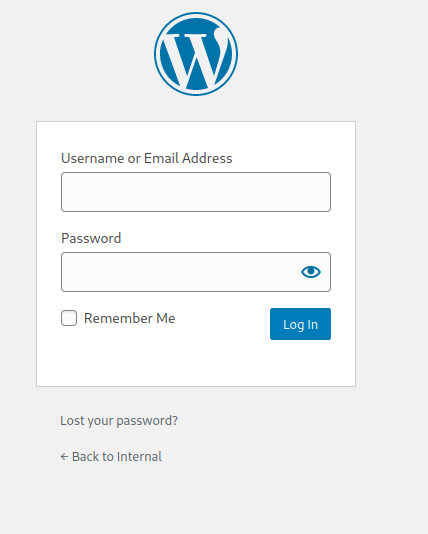 Username or Email Address
Password
Remember Me
Log In
Lost your password?
← Back to Internal